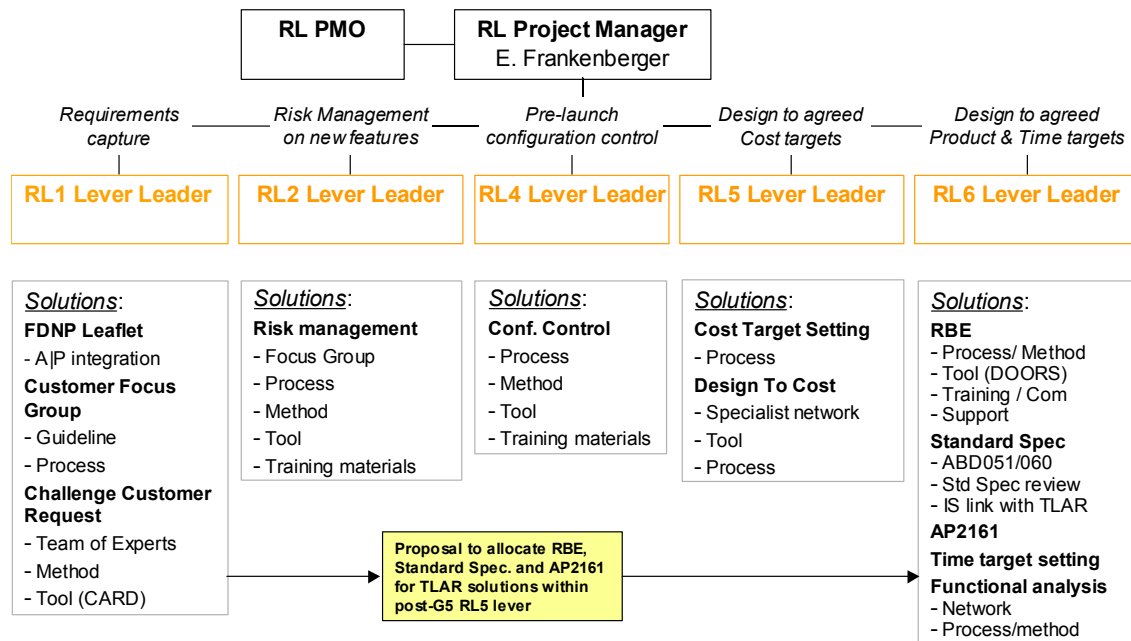 RL PMO
RL Project Manager
E. Frankenberger
Requirements
capture
Risk Management
on new features
Pre-launch
configuration control
Design to agreed
Cost targets
Design to agreed
Product & Time targets
RL1 Lever Leader
RL2 Lever Leader
RL4 Lever Leader
RL5 Lever Leader
RL6 Lever Leader
Solutions:
FDNP Leaflet
- A|P integration
Customer Focus
Group
- Guideline
- Process
Challenge Customer
Request
- Team of Experts
- Method
- Tool (CARD)
Solutions:
Risk management
- Focus Group
- Process
- Method
- Tool
- Training materials
Solutions:
Conf. Control
- Process
- Method
- Tool
- Training materials
Solutions:
Cost Target Setting
- Process
Design To Cost
- Specialist network
- Tool
- Process
Solutions:
RBE
- Process/ Method
- Tool (DOORS)
- Training / Com
- Support
Standard Spec
- ABD051/060
- Std Spec review
- IS link with TLAR
AP2161
Time target setting
Functional analysis
- Network
- Process/method
Proposal to allocate RBE,
Standard Spec. and AP2161
for TLAR solutions within
post-G5 RL5 lever